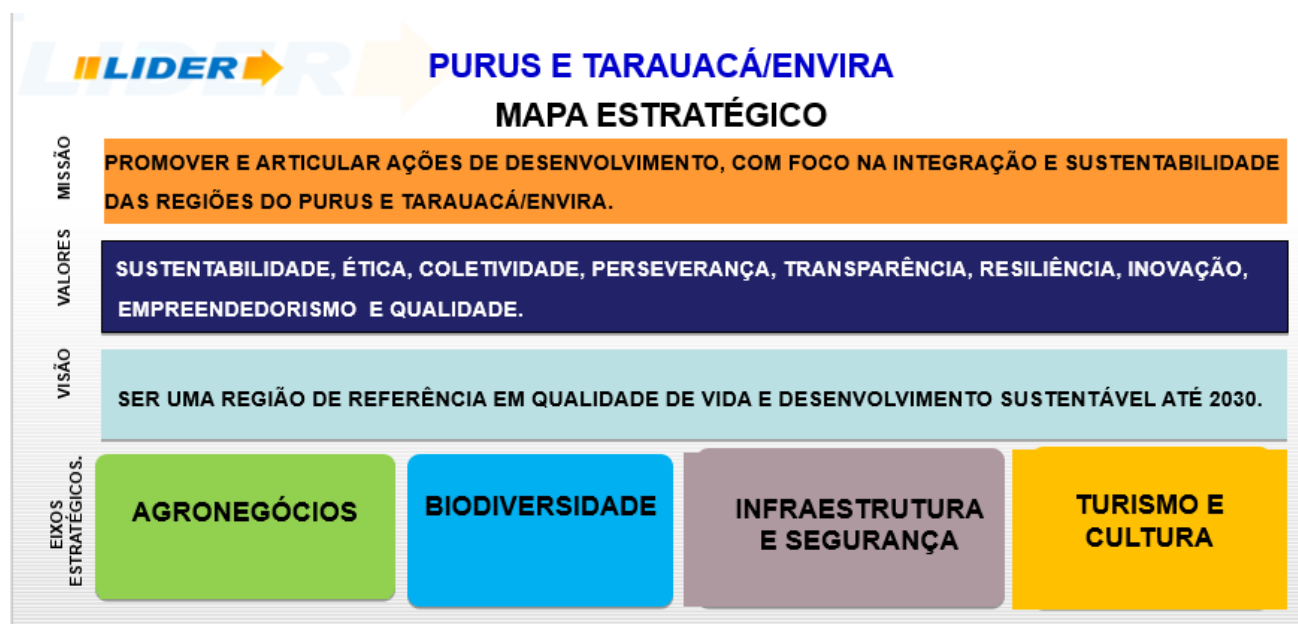 LIDER
PURUS E TARAUACÁ/ENVIRA
MAPA ESTRATÉGICO
MISSÃO
PROMOVER E ARTICULAR AÇÕES DE DESENVOLVIMENTO, COM FOCO NA INTEGRAÇÃO E SUSTENTABILIDADE
DAS REGIÕES DO PURUS E TARAUACÁ/ENVIRA.
VALORES
SUSTENTABILIDADE, ÉTICA, COLETIVIDADE, PERSEVERANÇA, TRANSPARÊNCIA, RESILIÊNCIA, INOVAÇÃO,
EMPREENDEDORISMO E QUALIDADE.
VISÃO
SER UMA REGIÃO DE REFERÊNCIA EM QUALIDADE DE VIDA E DESENVOLVIMENTO SUSTENTÁVEL ATÉ 2030.
EIXOS
ESTRATÉGICOS.
AGRONEGÓCIOS
BIODIVERSIDADE
INFRAESTRUTURA
E SEGURANÇA
TURISMO E
CULTURA